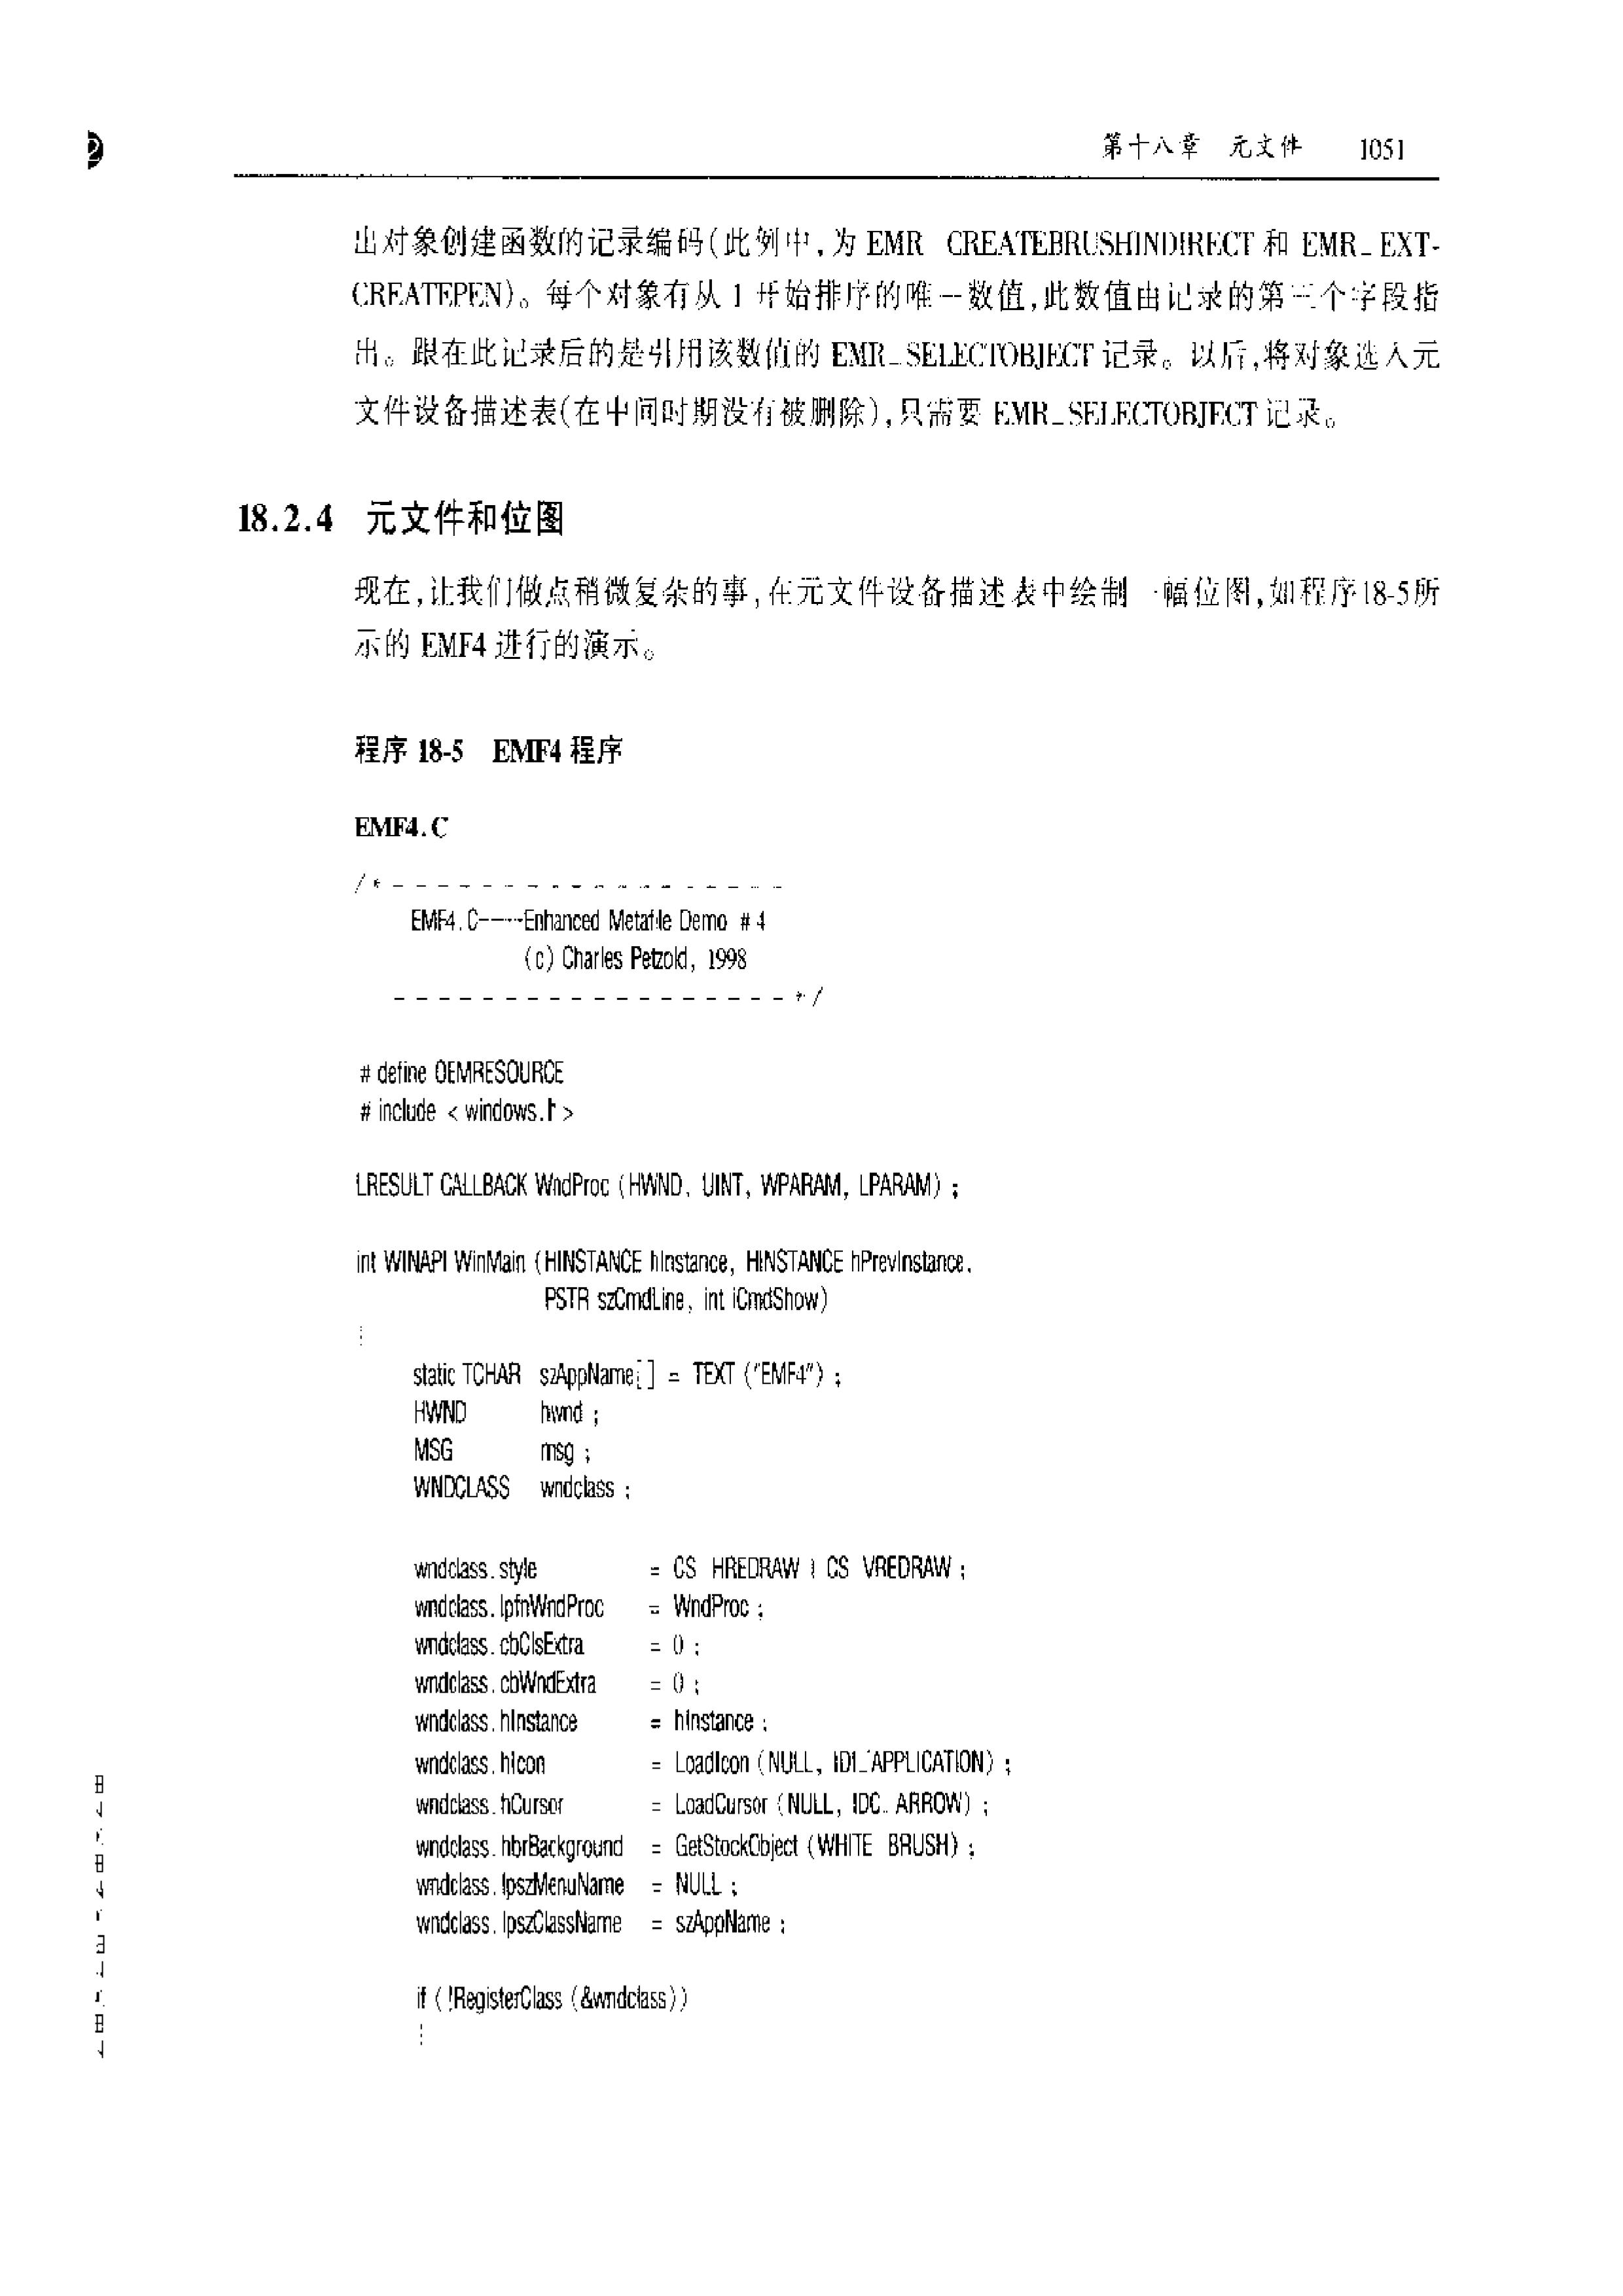 第十八章 元文件 1051
出对象创建函数的记录编码(此例中,为 EMR CREATEBRUSHINDIRECT 和 EMR_EXT-
CREATEPEN)。每个对象有从 1 开始排序的唯一数值,此数值由记录的第三个字段指
出。跟在此记录后的是引用该数值的 EMR_SELECTOBJECT 记录。以后,将对象选入元
文件设备描述表(在中间时期没有被删除),只需要 EMR_SELECTOBJECT 记录。
18.2.4 元文件和位图
现在,让我们做点稍微复杂的事,在元文件设备描述表中绘制一幅位图,如程序18-5所
示的 EMF4 进行的演示。
程序 18-5 EMF4 程序
EMF4.C
/* - - - - - - - - - - - - - - - - - -
EMF4.C----Enhanced Metafile Demo # 4
(c) Charles Petzold, 1998
- - - - - - - - - - - - - - - - - - */
# define OEMRESOURCE
# include < windows.h >
LRESULT CALLBACK WndProc (HWND, UINT, WPARAM, LPARAM) ;
int WINAPI WinMain (HINSTANCE hInstance, HINSTANCE hPrevInstance,
PSTR szCmdLine, int iCmdShow)
static TCHAR szAppName[] = TEXT ("EMF4") ;
HWND hwnd ;
MSG msg ;
WNDCLASS wndclass ;
wndclass.style = CS HREDRAW | CS VREDRAW ;
wndclass.lpfnWndProc = WndProc ;
wndclass.cbClsExtra = 0 ;
wndclass.cbWndExtra = 0 ;
wndclass.hInstance = hInstance ;
wndclass.hIcon = LoadIcon (NULL, IDI_APPLICATION) ;
wndclass.hCursor = LoadCursor (NULL, IDC_ARROW) ;
wndclass.hbrBackground = GetStockObject (WHITE BRUSH) ;
wndclass.lpszMenuName = NULL ;
wndclass.lpszClassName = szAppName ;
if (!RegisterClass (&wndclass))